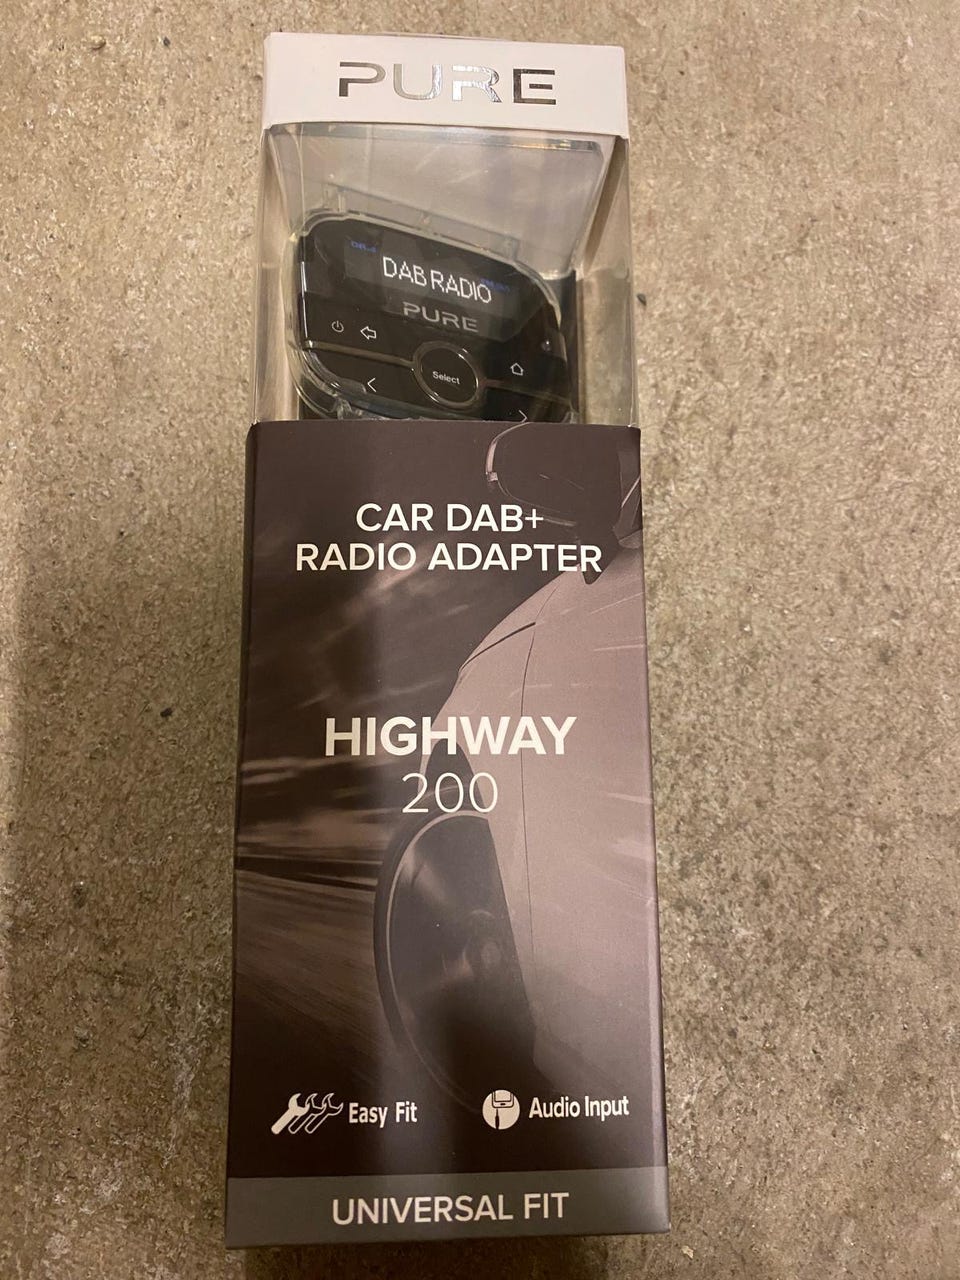 PURE
DAB RADIO
PURE
Select
CAR DAB+
RADIO ADAPTER
HIGHWAY
200
Easy Fit
Audio Input
UNIVERSAL FIT